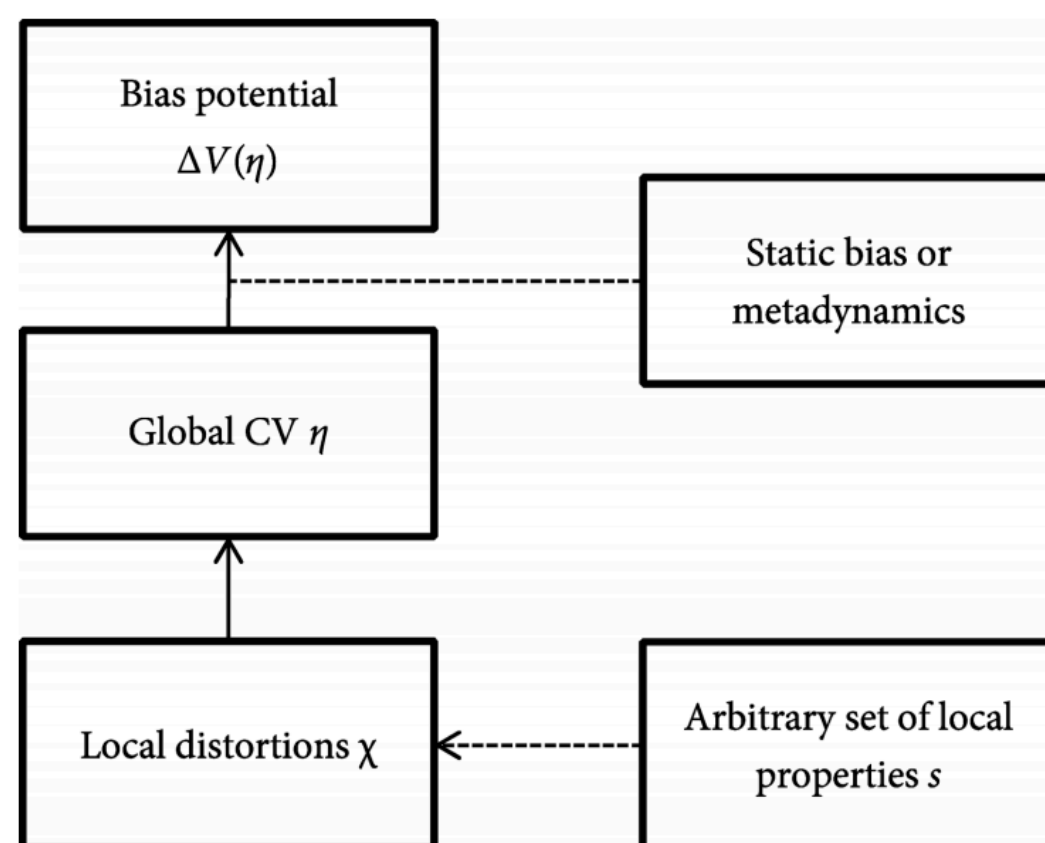 Bias potential
ΔV(η)
Static bias or
metadynamics
Global CV η
Local distortions χ
Arbitrary set of local
properties s